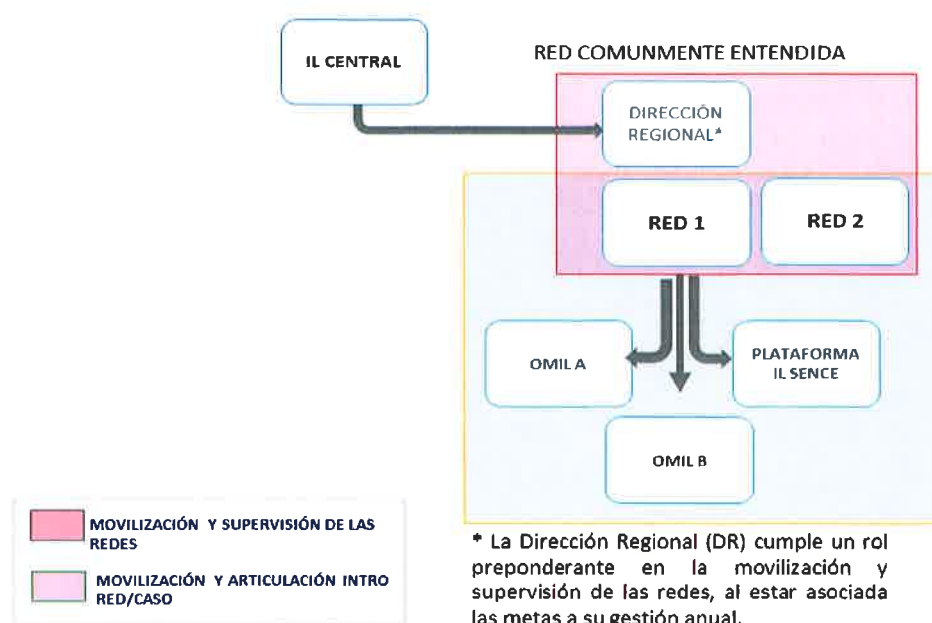 IL CENTRAL
RED COMUNMENTE ENTENDIDA
DIRECCIÓN
REGIONAL*
RED 1
RED 2
OMIL A
PLATAFORMA
IL SENCE
OMIL B
MOVILIZACIÓN Y SUPERVISIÓN DE LAS
REDES
MOVILIZACIÓN Y ARTICULACIÓN INTRO
RED/CASO
* La Dirección Regional (DR) cumple un rol
preponderante en la movilización y
supervisión de las redes, al estar asociada
las metas a su gestión anual.